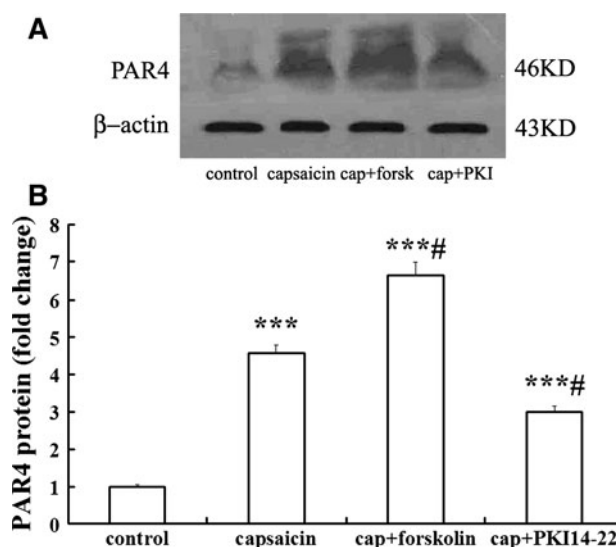 A
PAR4
46KD
β–actin
43KD
control capsaicin cap+forsk cap+PKI
B
PAR4 protein (fold change)
8
7
6
5
4
3
2
1
0
***
***#
***#
control capsaicin cap+forskolin cap+PKI14-22